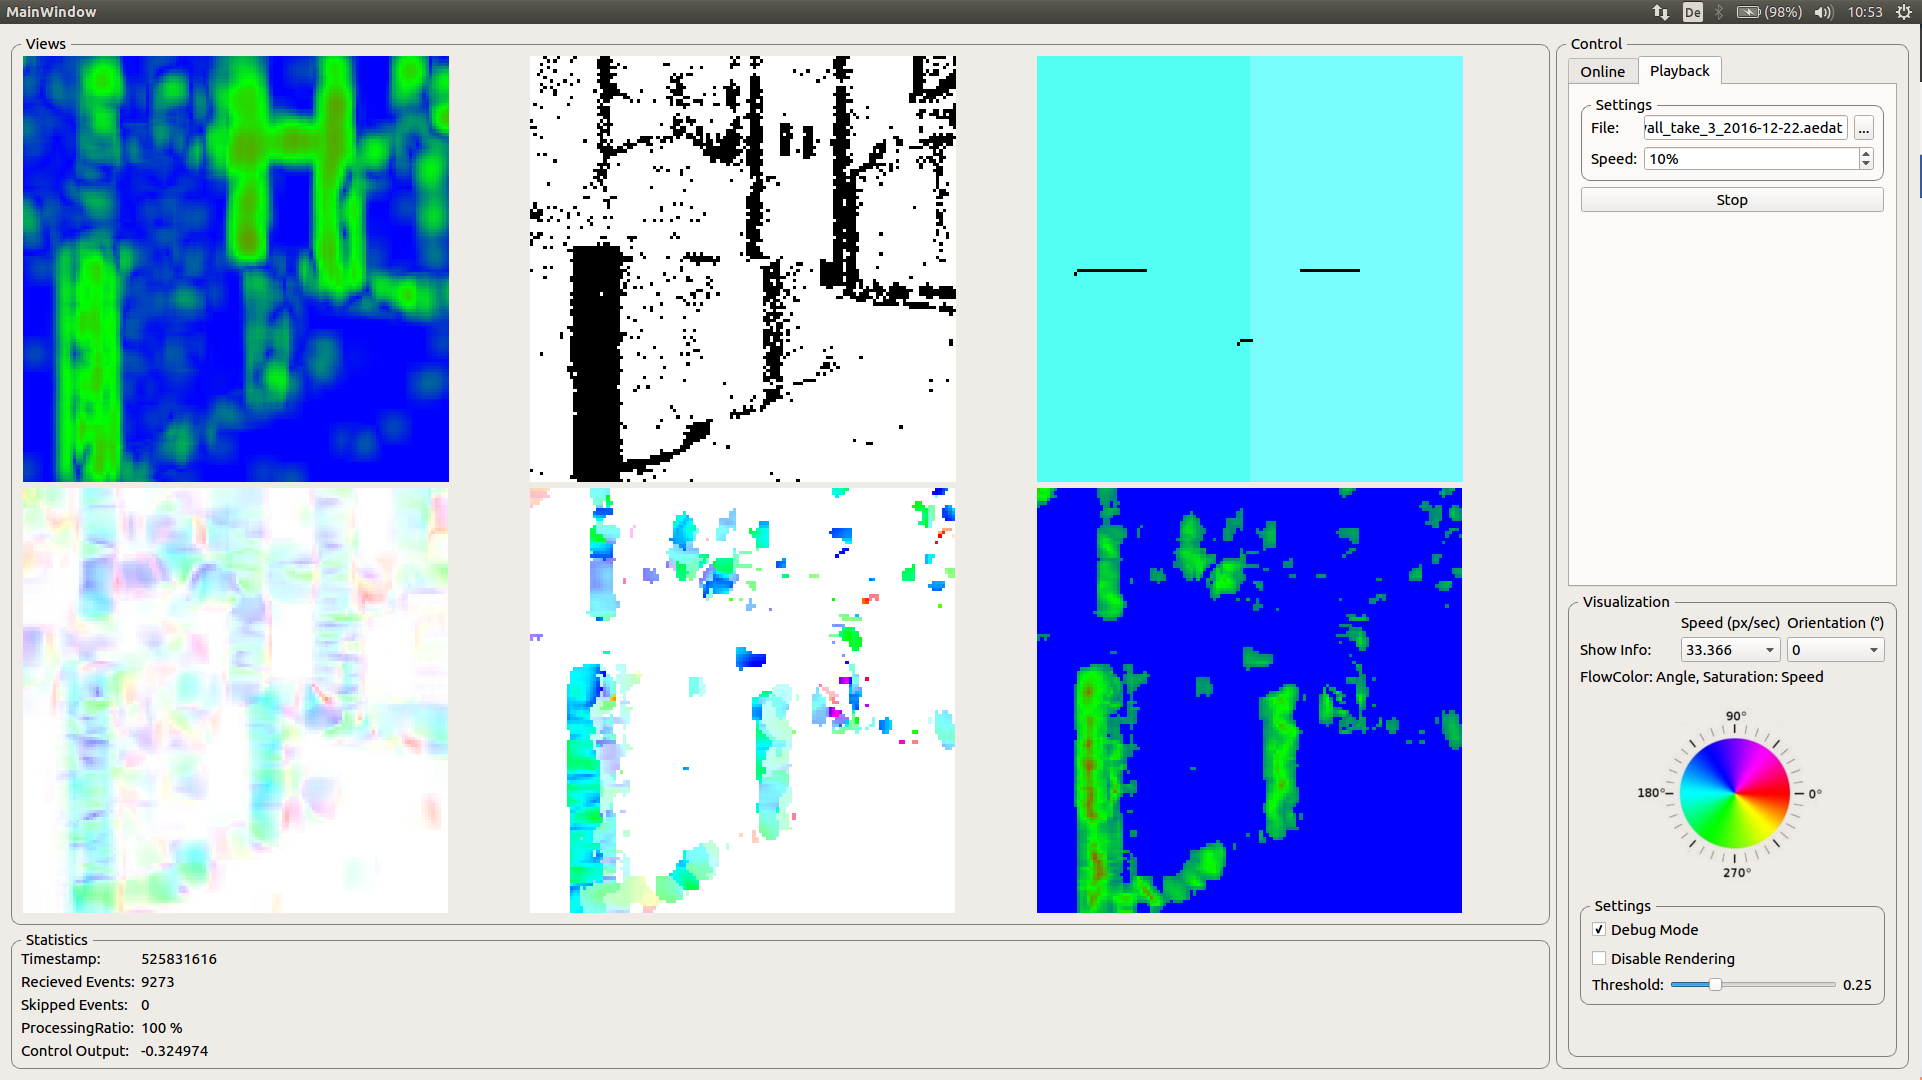 MainWindow
De
(98%)
10:53
Views
Control
Online
Playback
Settings
File: all_take_3_2016-12-22.aedat ...
Speed: 10%
Stop
Visualization
Speed (px/sec) Orientation (°)
Show Info: 33.366 0
FlowColor: Angle, Saturation: Speed
90°
180°
0°
270°
Settings
Debug Mode
Disable Rendering
Threshold: 0.25
Statistics
Timestamp: 525831616
Recieved Events: 9273
Skipped Events: 0
ProcessingRatio: 100 %
Control Output: -0.324974